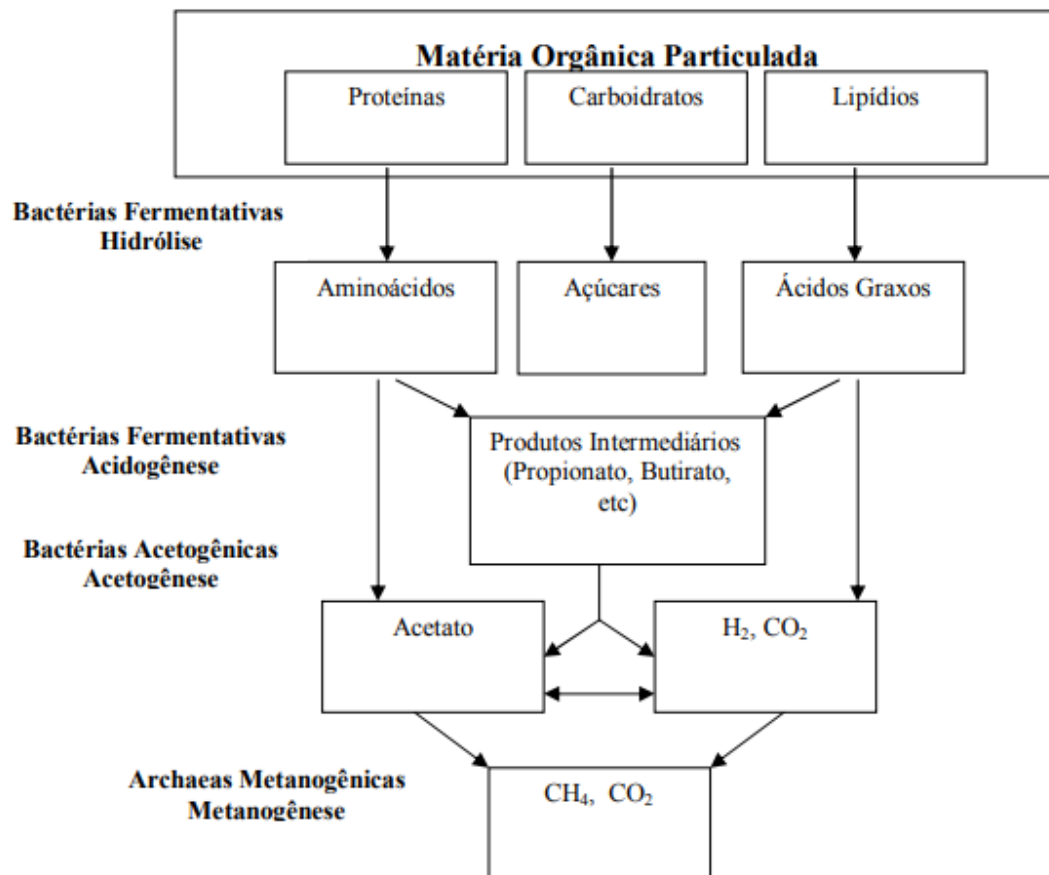 Matéria Orgânica Particulada
Proteínas
Carboidratos
Lipídios
Bactérias Fermentativas
Hidrólise
Aminoácidos
Açúcares
Ácidos Graxos
Bactérias Fermentativas
Acidogênese
Produtos Intermediários
(Propionato, Butirato,
etc)
Bactérias Acetogênicas
Acetogênese
Acetato
H₂, CO₂
Archaeas Metanogênicas
Metanogênese
CH₄, CO₂